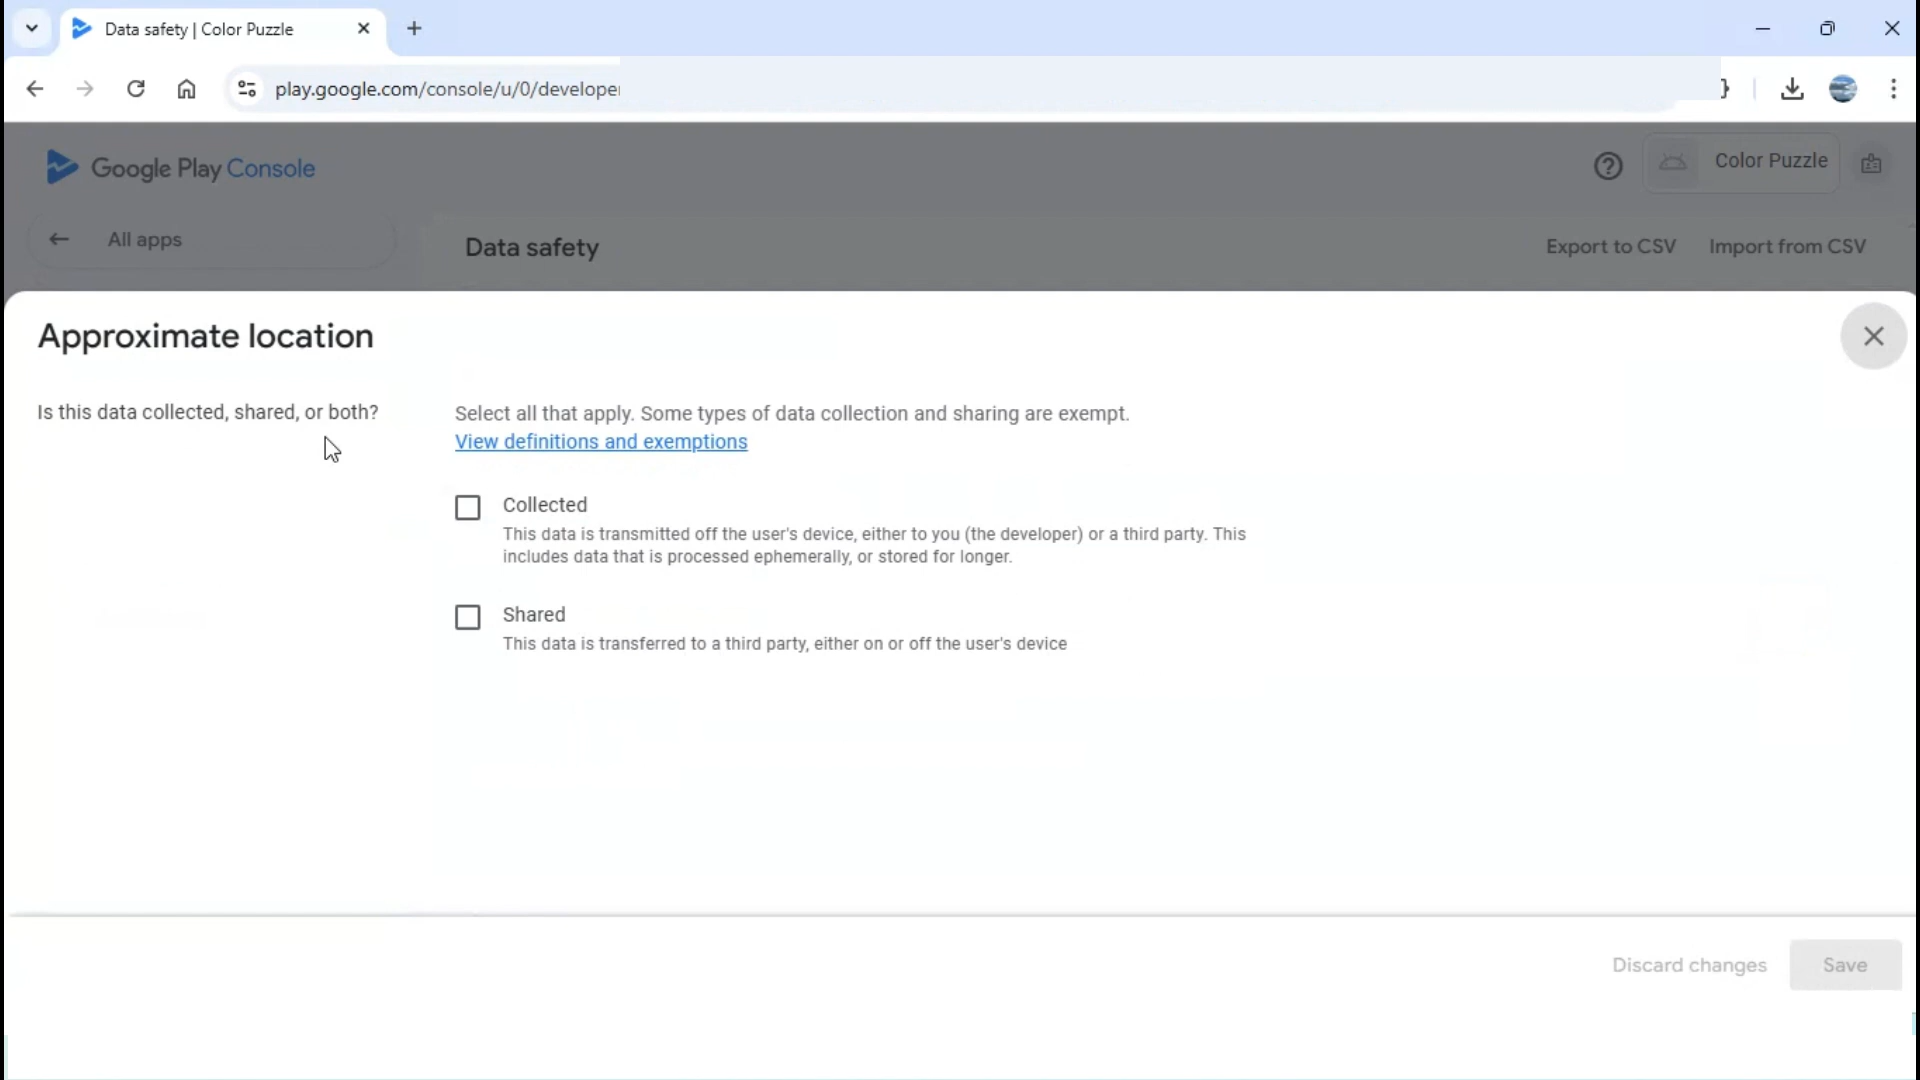 Data safety | Color Puzzle
play.google.com/console/u/0/developer
Google Play Console
Color Puzzle
All apps
Data safety
Export to CSV
Import from CSV
Approximate location
Is this data collected, shared, or both?
Select all that apply. Some types of data collection and sharing are exempt.
View definitions and exemptions
Collected
This data is transmitted off the user's device, either to you (the developer) or a third party. This
includes data that is processed ephemerally, or stored for longer.
Shared
This data is transferred to a third party, either on or off the user's device
Discard changes
Save